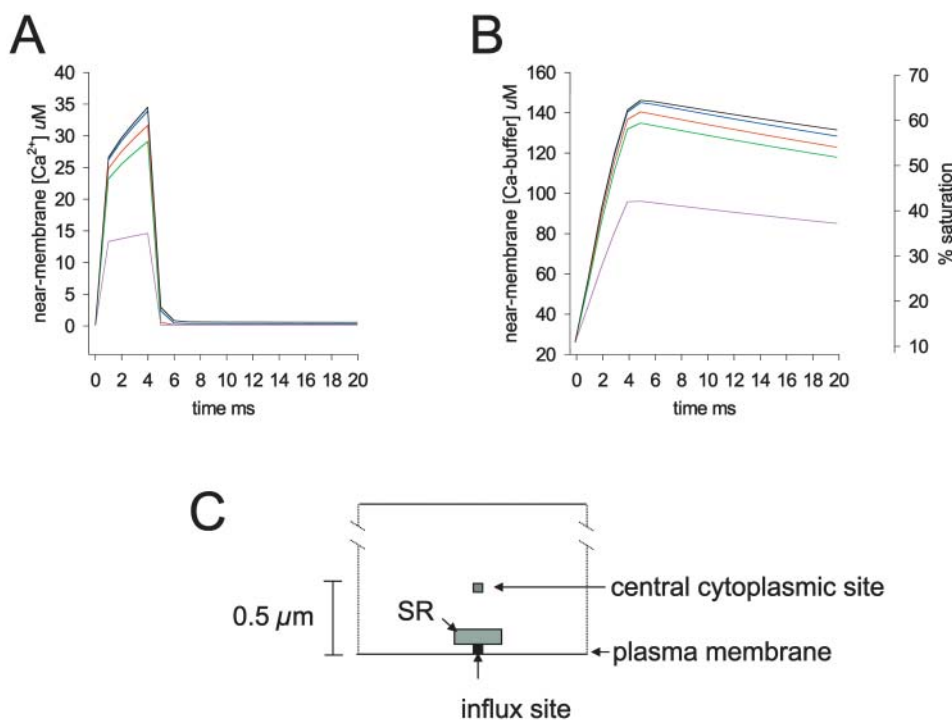 A
near-membrane [Ca2+] uM
40
35
30
25
20
15
10
5
0
0 2 4 6 8 10 12 14 16 18 20
time ms
B
near-membrane [Ca-buffer] uM
160
140
120
100
80
60
40
20
0 2 4 6 8 10 12 14 16 18 20
time ms
70
60
50
40
30
20
10
% saturation
C
0.5 µm
SR
central cytoplasmic site
plasma membrane
influx site